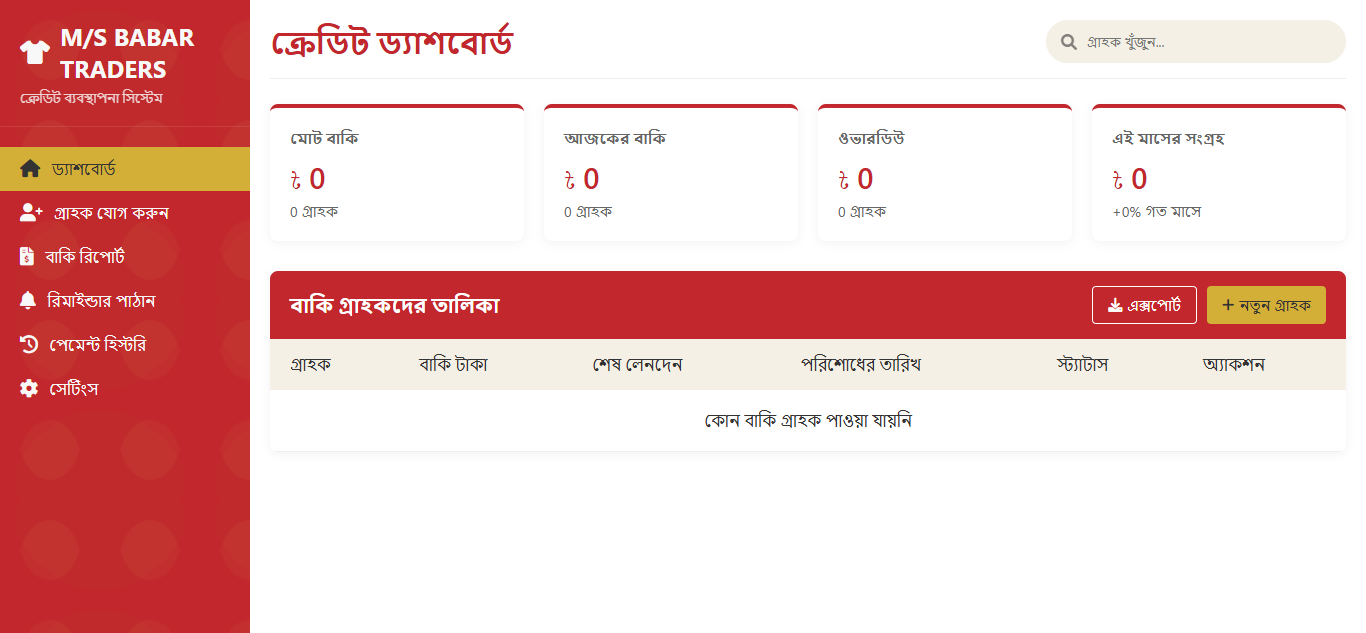 M/S BABAR
TRADERS
ক্রেডিট ব্যবস্থাপনা সিস্টেম
ড্যাশবোর্ড
গ্রাহক যোগ করুন
বাকি রিপোর্ট
রিমাইন্ডার পাঠান
পেমেন্ট হিস্টরি
সেটিংস
ক্রেডিট ড্যাশবোর্ড
গ্রাহক খুঁজুন...
মোট বাকি
৳ 0
0 গ্রাহক
আজকের বাকি
৳ 0
0 গ্রাহক
ওভারডিউ
৳ 0
0 গ্রাহক
এই মাসের সংগ্রহ
৳ 0
+0% গত মাসে
বাকি গ্রাহকদের তালিকা
এক্সপোর্ট
+ নতুন গ্রাহক
গ্রাহক বাকি টাকা শেষ লেনদেন পরিশোধের তারিখ স্ট্যাটাস অ্যাকশন
কোন বাকি গ্রাহক পাওয়া যায়নি